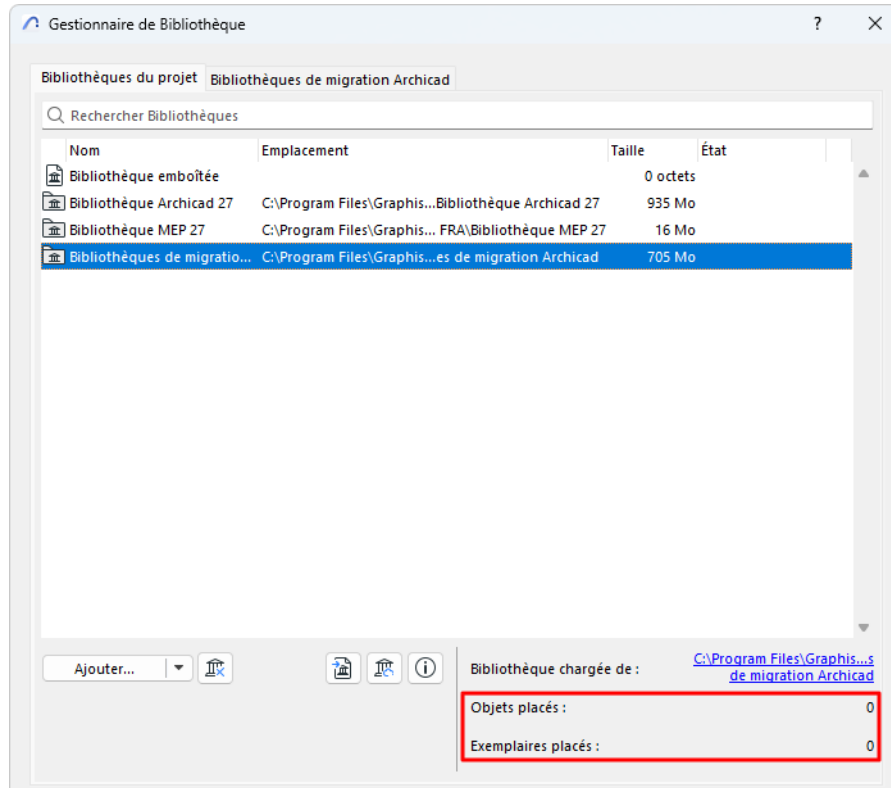 Gestionnaire de Bibliothèque ?
Bibliothèques du projet Bibliothèques de migration Archicad
Rechercher Bibliothèques
Nom Emplacement Taille État
Bibliothèque emboîtée 0 octets
Bibliothèque Archicad 27 C:\Program Files\Graphis...Bibliothèque Archicad 27 935 Mo
Bibliothèque MEP 27 C:\Program Files\Graphis... FRA\Bibliothèque MEP 27 16 Mo
Bibliothèques de migratio... C:\Program Files\Graphis...es de migration Archicad 705 Mo
Ajouter...
Bibliothèque chargée de : C:\Program Files\Graphis...s
de migration Archicad
Objets placés : 0
Exemplaires placés : 0